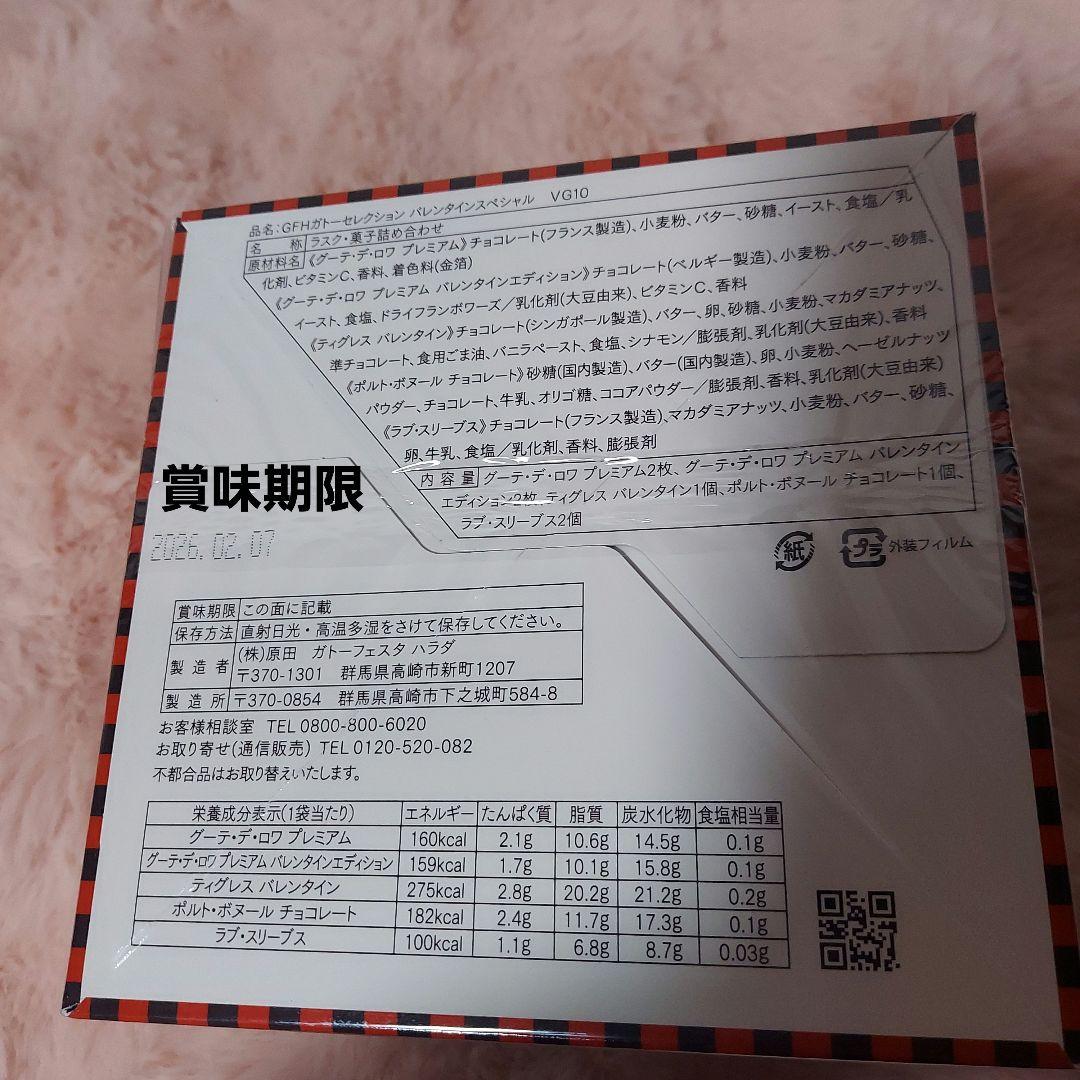 品名:GFHガトーセレクション バレンタインスペシャル VG10
名 称 ラスク・菓子詰め合わせ
原材料名 《グーテ・デ・ロワ プレミアム》チョコレート(フランス製造)、小麦粉、バター、砂糖、イースト、食塩／乳
化剤、ビタミンC、香料、着色料(金箔)
《グーテ・デ・ロワ プレミアム バレンタインエディション》チョコレート(ベルギー製造)、小麦粉、バター、砂糖、
イースト、食塩、ドライフランボワーズ／乳化剤(大豆由来)、ビタミンC、香料
《ティグレス バレンタイン》チョコレート(シンガポール製造)、バター、卵、砂糖、小麦粉、マカダミアナッツ、
準チョコレート、食用ごま油、バニラペースト、食塩、シナモン／膨張剤、乳化剤(大豆由来)、香料
《ポルト・ボヌール チョコレート》砂糖(国内製造)、バター(国内製造)、卵、小麦粉、ヘーゼルナッツ
パウダー、チョコレート、牛乳、オリゴ糖、ココアパウダー／膨張剤、香料、乳化剤(大豆由来)
《ラブ・スリーブス》チョコレート(フランス製造)、マカダミアナッツ、小麦粉、バター、砂糖、
卵、牛乳、食塩／乳化剤、香料、膨張剤
内 容 量 グーテ・デ・ロワ プレミアム2枚、グーテ・デ・ロワ プレミアム バレンタイン
エディション2枚、ティグレス バレンタイン1個、ポルト・ボヌール チョコレート1個、
ラブ・スリーブス2個
賞味期限
2026.02.07
紙 プラ 外装フィルム
賞味期限 この面に記載
保存方法 直射日光・高温多湿をさけて保存してください。
製 造 者 (株)原田 ガトーフェスタ ハラダ
〒370-1301 群馬県高崎市新町1207
製 造 所 〒370-0854 群馬県高崎市下之城町584-8
お客様相談室 TEL 0800-800-6020
お取り寄せ(通信販売) TEL 0120-520-082
不都合品はお取り替えいたします。
栄養成分表示(1袋当たり) エネルギー たんぱく質 脂質 炭水化物 食塩相当量
グーテ・デ・ロワ プレミアム 160kcal 2.1g 10.6g 14.5g 0.1g
グーテ・デ・ロワ プレミアム バレンタインエディション 159kcal 1.7g 10.1g 15.8g 0.1g
ティグレス バレンタイン 275kcal 2.8g 20.2g 21.2g 0.2g
ポルト・ボヌール チョコレート 182kcal 2.4g 11.7g 17.3g 0.1g
ラブ・スリーブス 100kcal 1.1g 6.8g 8.7g 0.03g